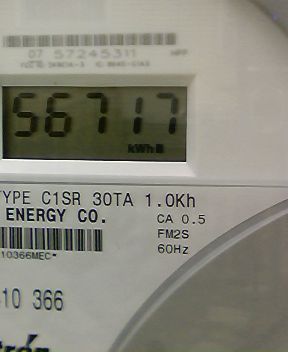 07 57245311
56717
kWh
TYPE C1SR 30TA 1.0Kh
ENERGY CO.
CA 0.5
FM2S
60Hz
10366MEC*
10 366